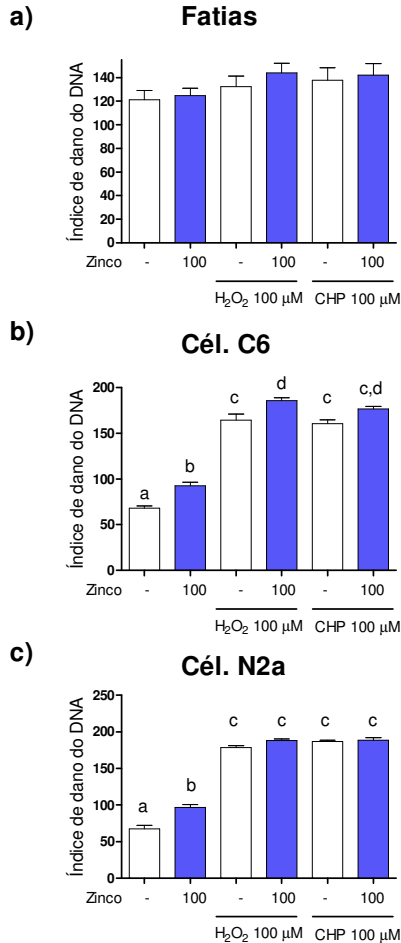 a)
Fatias
Índice de dano do DNA
140
120
100
80
60
40
20
0
Zinco - 100 - 100 - 100
H₂O₂ 100 µM CHP 100 µM
b)
Cél. C6
Índice de dano do DNA
200
150
100
50
0
a b c d c c,d
Zinco - 100 - 100 - 100
H₂O₂ 100 µM CHP 100 µM
c)
Cél. N2a
Índice de dano do DNA
250
200
150
100
50
0
a b c c c c
Zinco - 100 - 100 - 100
H₂O₂ 100 µM CHP 100 µM